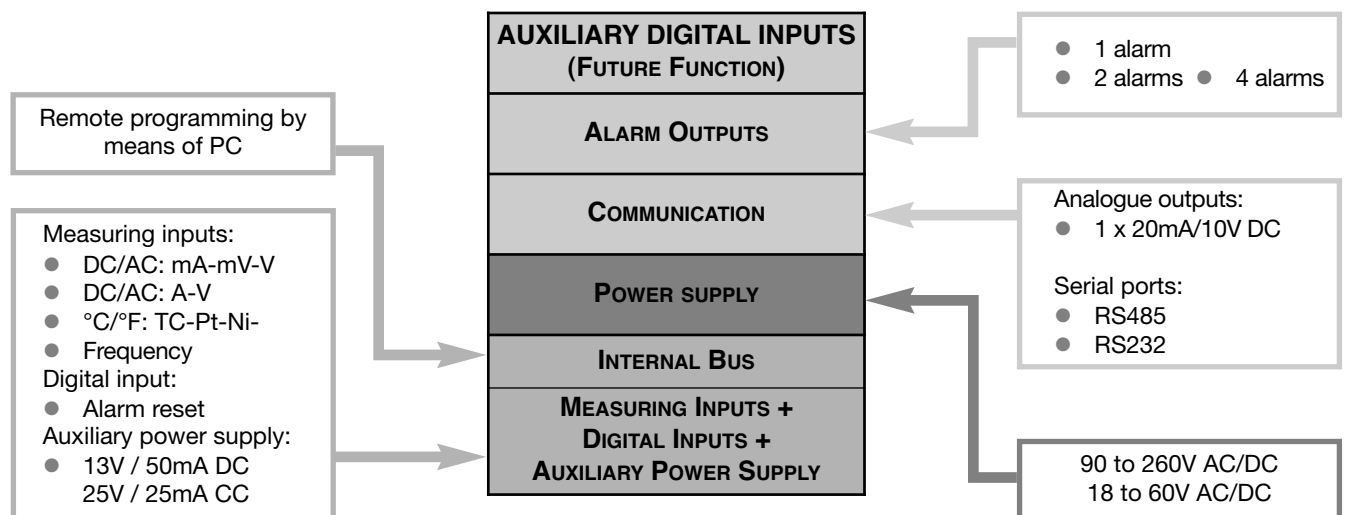 AUXILIARY DIGITAL INPUTS
(FUTURE FUNCTION)
ALARM OUTPUTS
COMMUNICATION
POWER SUPPLY
INTERNAL BUS
MEASURING INPUTS +
DIGITAL INPUTS +
AUXILIARY POWER SUPPLY
Remote programming by
means of PC
Measuring inputs:
● DC/AC: mA-mV-V
● DC/AC: A-V
● °C/°F: TC-Pt-Ni-
● Frequency
Digital input:
● Alarm reset
Auxiliary power supply:
● 13V / 50mA DC
25V / 25mA CC
● 1 alarm
● 2 alarms ● 4 alarms
Analogue outputs:
● 1 x 20mA/10V DC
Serial ports:
● RS485
● RS232
90 to 260V AC/DC
18 to 60V AC/DC